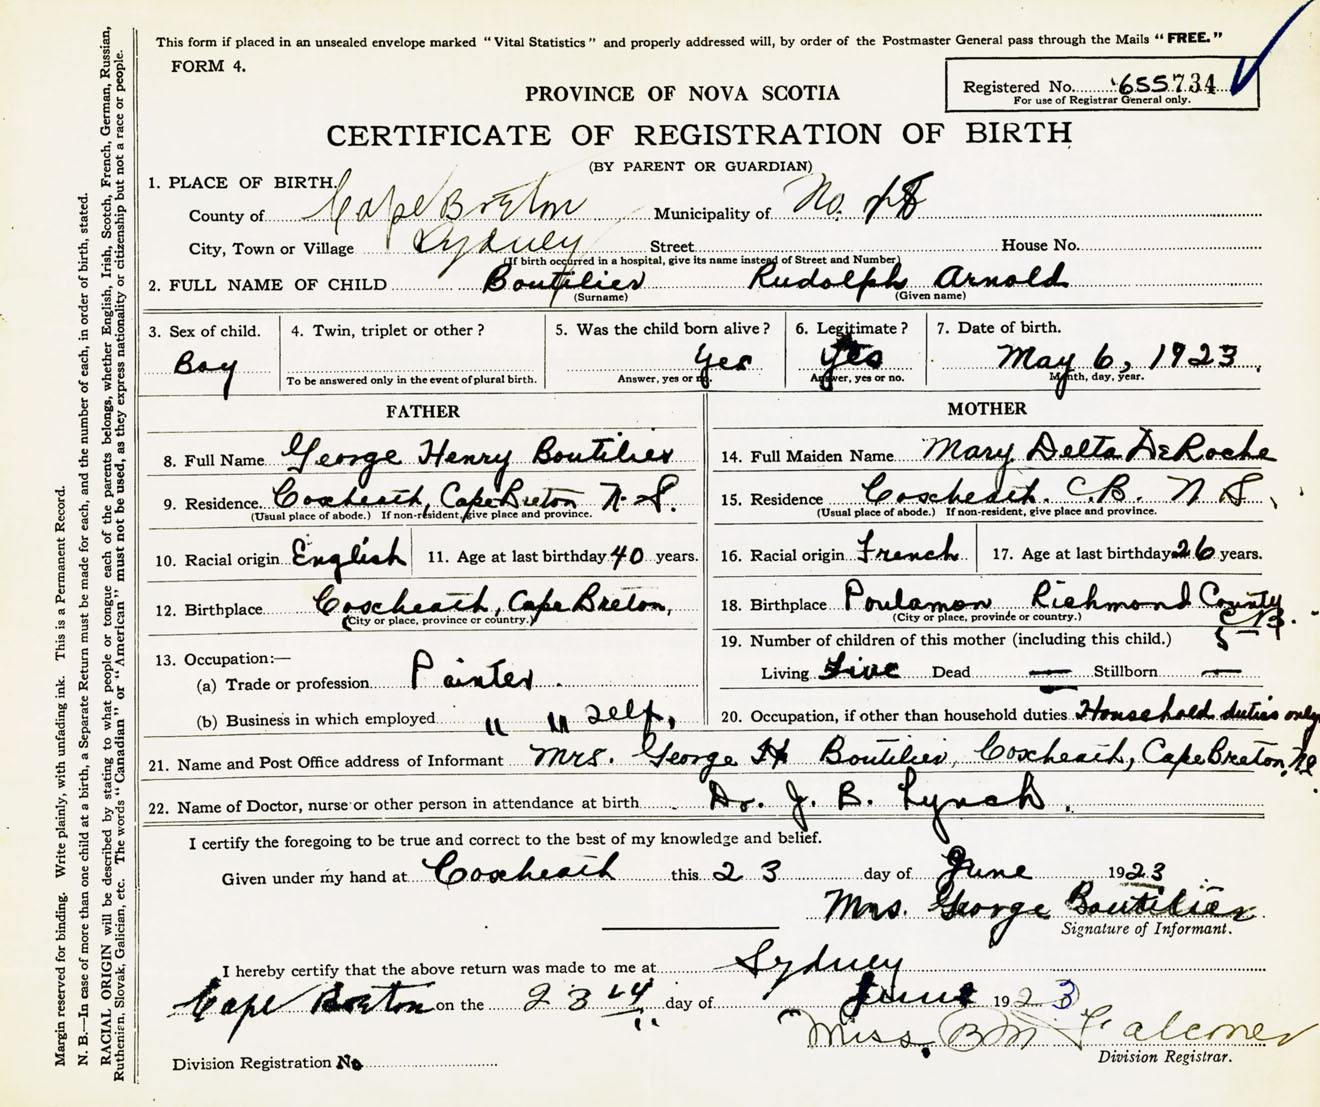 This form if placed in an unsealed envelope marked "Vital Statistics" and properly addressed will, by order of the Postmaster General pass through the Mails "FREE."
FORM 4.
Registered No. 655734
For use of Registrar General only.
PROVINCE OF NOVA SCOTIA
CERTIFICATE OF REGISTRATION OF BIRTH
(BY PARENT OR GUARDIAN)
1. PLACE OF BIRTH.
County of Cape Breton Municipality of No.
City, Town or Village Sydney Street House No.
(If birth occurred in a hospital, give its name instead of Street and Number)
2. FULL NAME OF CHILD Boutilier Rudolph Arnold
(Surname) (Given name)
3. Sex of child. 4. Twin, triplet or other? 5. Was the child born alive? 6. Legitimate? 7. Date of birth.
Boy Yes Yes May 6, 1923
To be answered only in the event of plural birth. Answer, yes or no. Answer, yes or no. Month, day, year.
FATHER MOTHER
8. Full Name George Henry Boutilier 14. Full Maiden Name Mary Delta DeRoche
9. Residence Coxheath, Cape Breton N.S. 15. Residence Coxheath. C.B. N S.
(Usual place of abode.) If non-resident, give place and province. (Usual place of abode.) If non-resident, give place and province.
10. Racial origin English 11. Age at last birthday 40 years. 16. Racial origin French 17. Age at last birthday 26 years.
12. Birthplace Coxheath, Cape Breton, 18. Birthplace Poulamon Richmond County
(City or place, province or country.) (City or place, province or country.) C.B.
19. Number of children of this mother (including this child.)
13. Occupation:—
(a) Trade or profession Painter. Living Five Dead — Stillborn —
(b) Business in which employed " " self, 20. Occupation, if other than household duties Household duties only
21. Name and Post Office address of Informant Mrs. George H Boutilier, Coxheath, Cape Breton, N.S.
22. Name of Doctor, nurse or other person in attendance at birth Dr. J. B. Lynch.
I certify the foregoing to be true and correct to the best of my knowledge and belief.
Given under my hand at Coxheath this 23 day of June 1923
Mrs. George Boutilier
Signature of Informant.
I hereby certify that the above return was made to me at Sydney
Cape Breton on the 23 day of June 1923
Miss. B M Falconer
Division Registrar.
Division Registration No.
Margin reserved for binding. Write plainly, with unfading ink. This is a Permanent Record.
N. B.—In case of more than one child at a birth, a Separate Return must be made for each, and the number of each, in order of birth, stated.
RACIAL ORIGIN will be described by stating to what people or tongue each of the parents belongs, whether English, Irish, Scotch, French, German, Russian,
Ruthenian, Slovak, Galician, etc. The words "Canadian" or "American" must not be used, as they express nationality or citizenship but not a race or people.